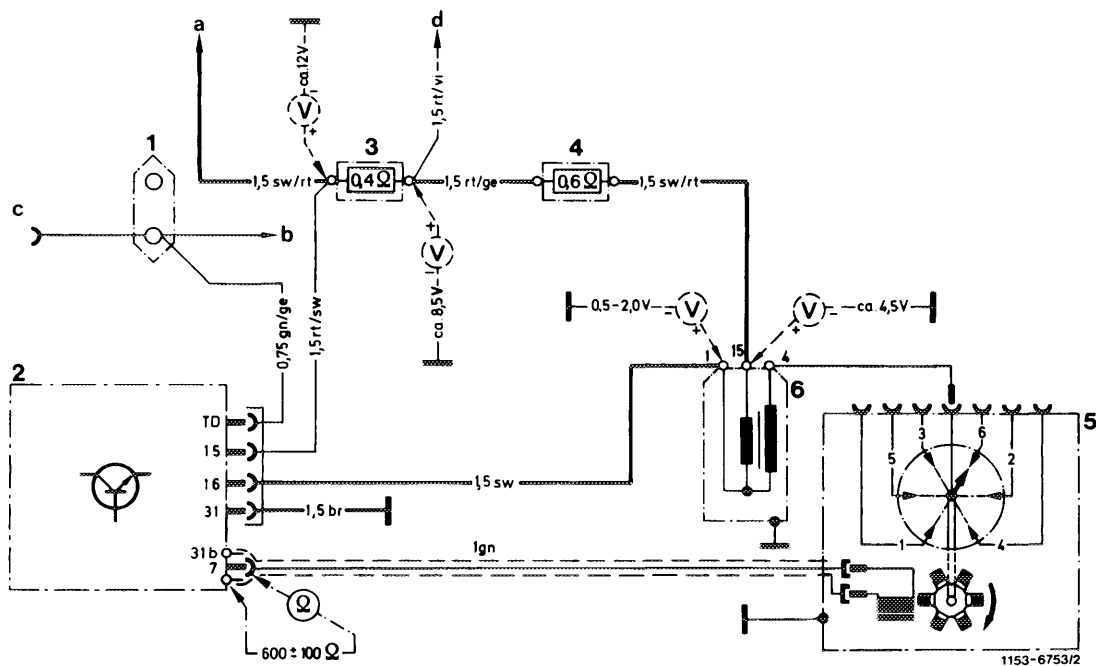 a
d
ca.12V
V
− +
1,5 rt/vi
1
3
4
1,5 sw/rt
0,4 Ω
1,5 rt/ge
0,6 Ω
1,5 sw/rt
c
b
+
V
−
ca. 8,5V
0,75 gn/ge
1,5 rt/sw
0,5-2,0V
V
− +
V
+ −
ca. 4,5V
1
15
4
6
2
5
TD
15
16
31
1,5 sw
1,5 br
3
6
5
2
1
4
31b
7
1gn
Ω
600 ± 100 Ω
1153-6753/2